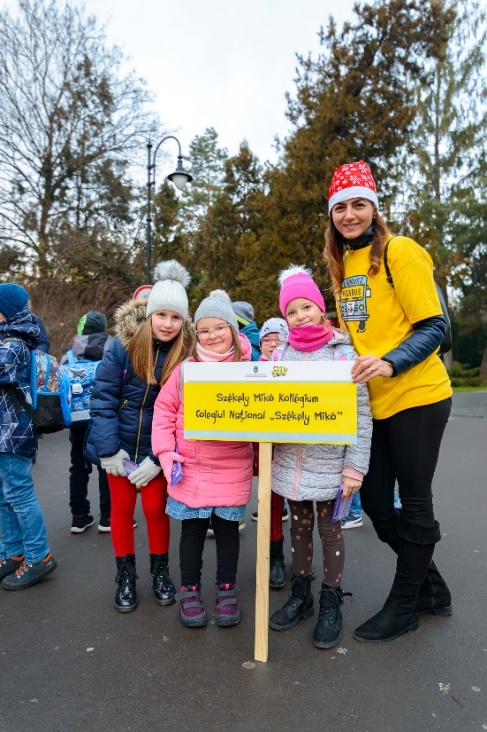 Székely Mikó Kollégium
Colegiul Național „Székely Mikó"